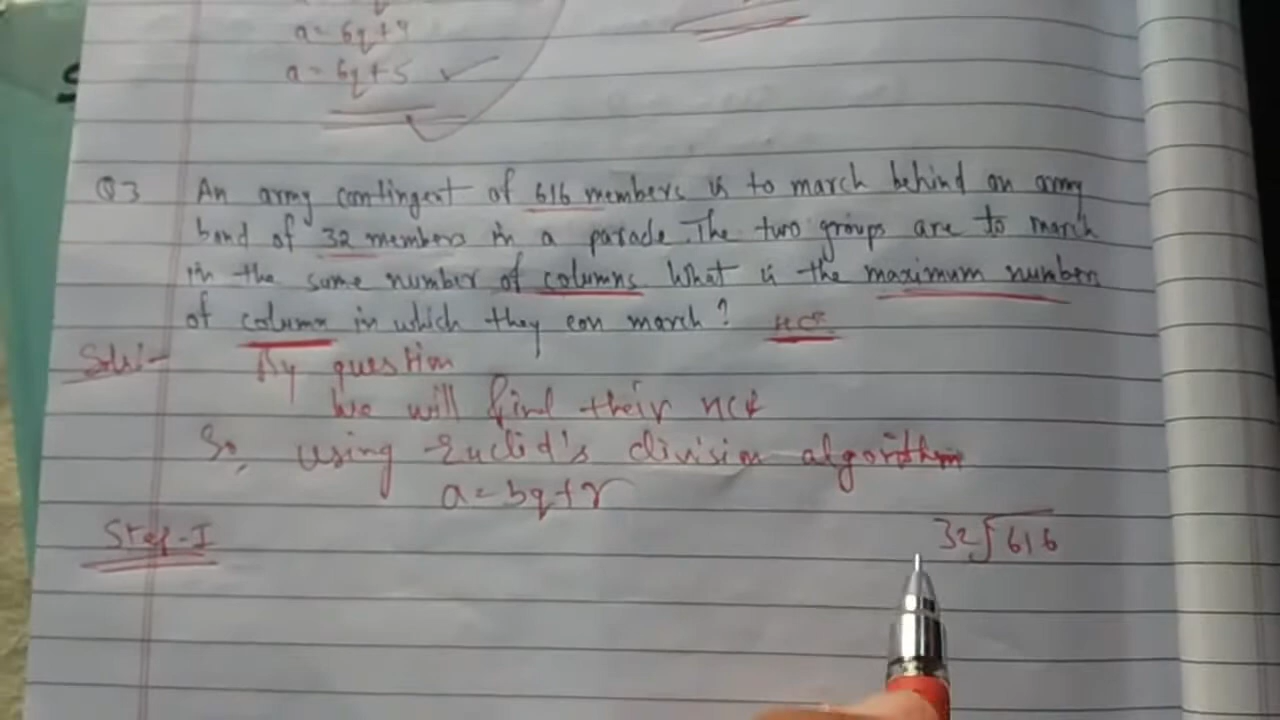 a = 6q+4
a = 6q+5
Q3 An army contingent of 616 members is to march behind an army
band of 32 members in a parade. The two groups are to march
in the same number of columns What is the maximum number
of column in which they can march? HCF
Soln:-
By question
We will find their HCF
So, using Euclid's division algorithm
a = bq+r
Step-I 32 616